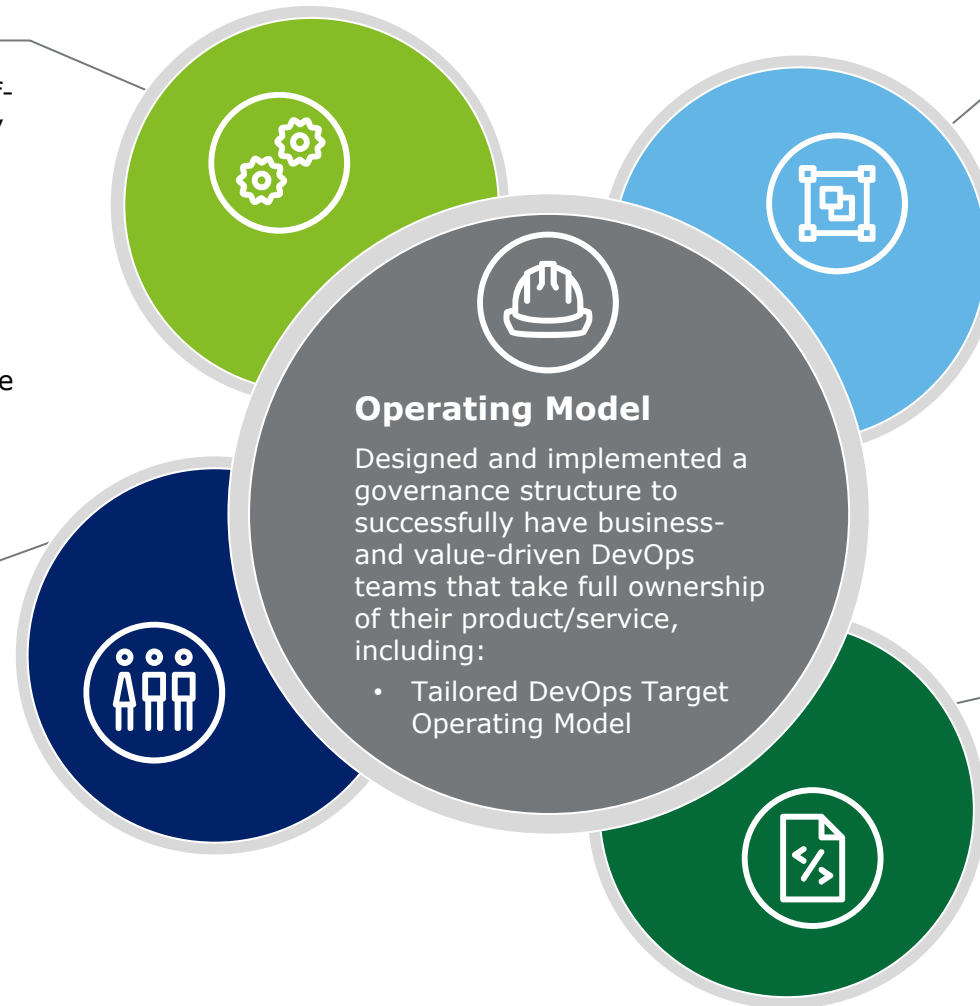 Operating Model
Designed and implemented a
governance structure to
successfully have business-
and value-driven DevOps
teams that take full ownership
of their product/service,
including:
• Tailored DevOps Target
Operating Model